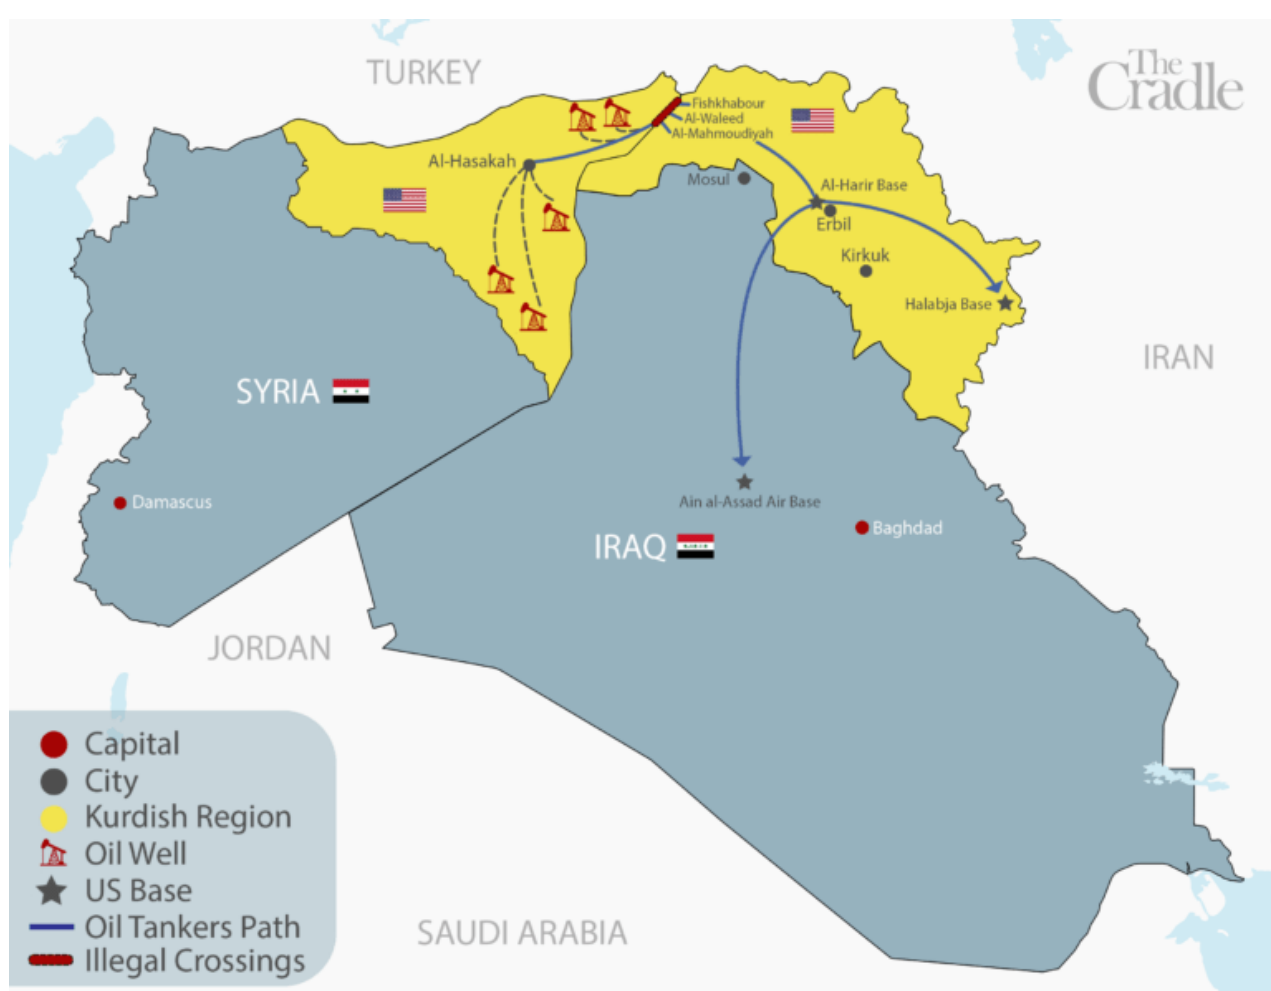 TURKEY
The
Cradle
Fishkhabour
Al-Waleed
Al-Mahmoudiyah
Al-Hasakah
Mosul
Al-Harir Base
Erbil
Kirkuk
Halabja Base
IRAN
SYRIA
Damascus
Ain al-Assad Air Base
IRAQ
Baghdad
JORDAN
SAUDI ARABIA
Capital
City
Kurdish Region
Oil Well
US Base
Oil Tankers Path
Illegal Crossings